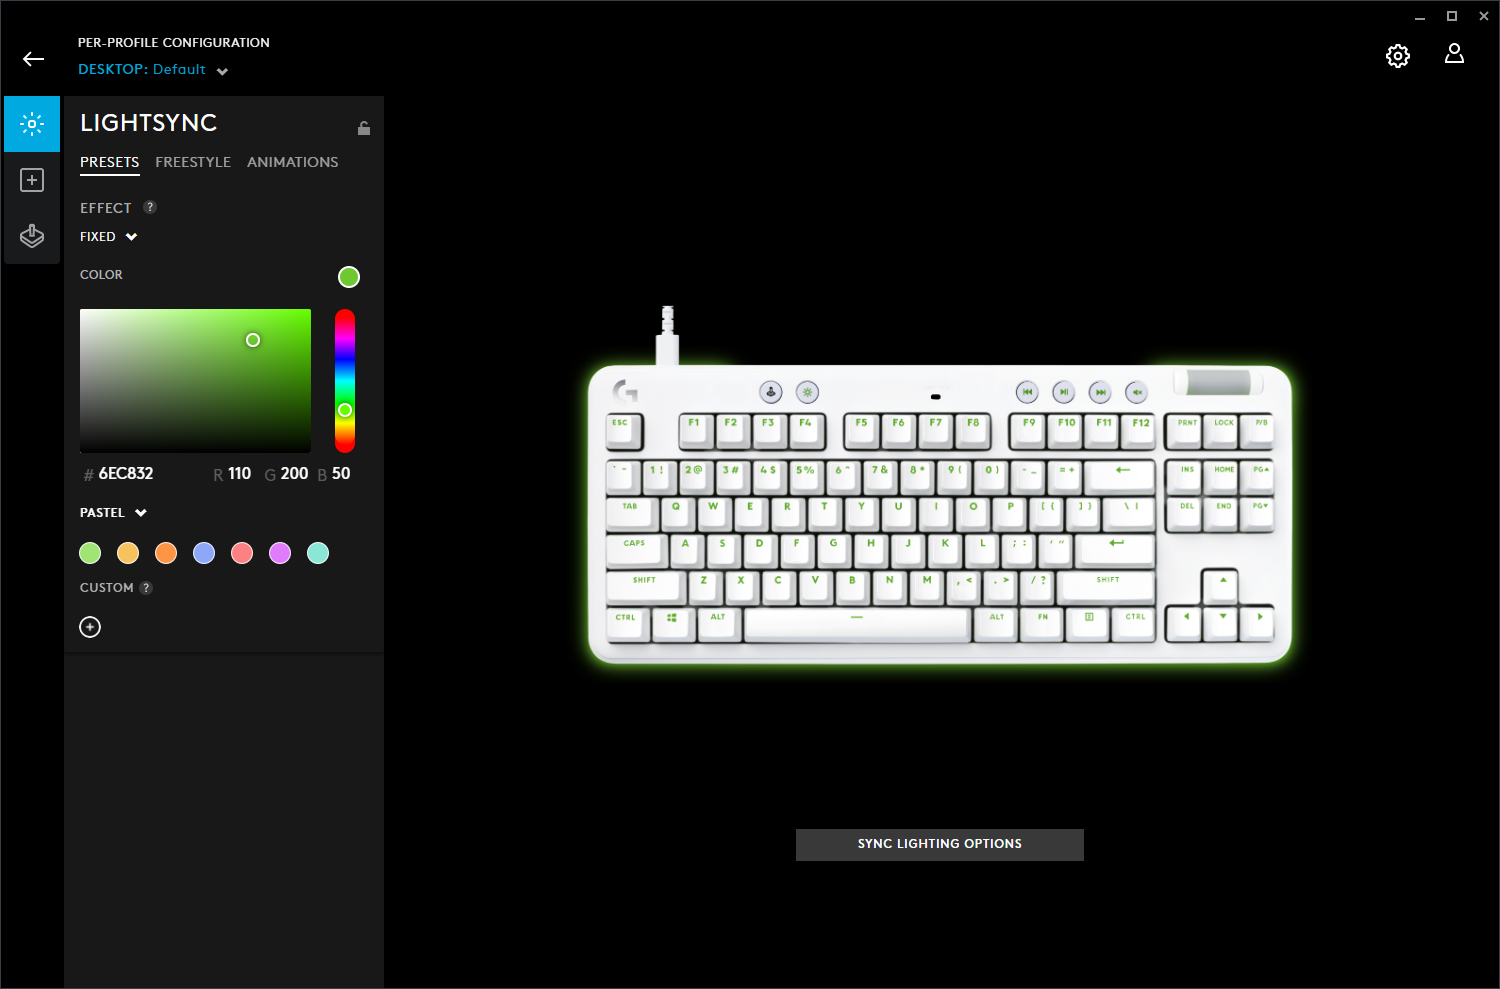 PER-PROFILE CONFIGURATION
DESKTOP: Default
LIGHTSYNC
PRESETS FREESTYLE ANIMATIONS
EFFECT ?
FIXED
COLOR
# 6EC832 R 110 G 200 B 50
PASTEL
CUSTOM ?
G
ESC F1 F2 F3 F4 F5 F6 F7 F8 F9 F10 F11 F12 PRNT LOCK P/B
` ~ 1 ! 2 @ 3 # 4 $ 5 % 6 ^ 7 & 8 * 9 ( 0 ) - _ = + ← INS HOME PG▲
TAB Q W E R T Y U I O P [ { ] } \ | DEL END PG▼
CAPS A S D F G H J K L ; : ' " ↵
SHIFT Z X C V B N M , < . > / ? SHIFT ▲
CTRL ALT — ALT FN CTRL ◀ ▼ ▶
SYNC LIGHTING OPTIONS